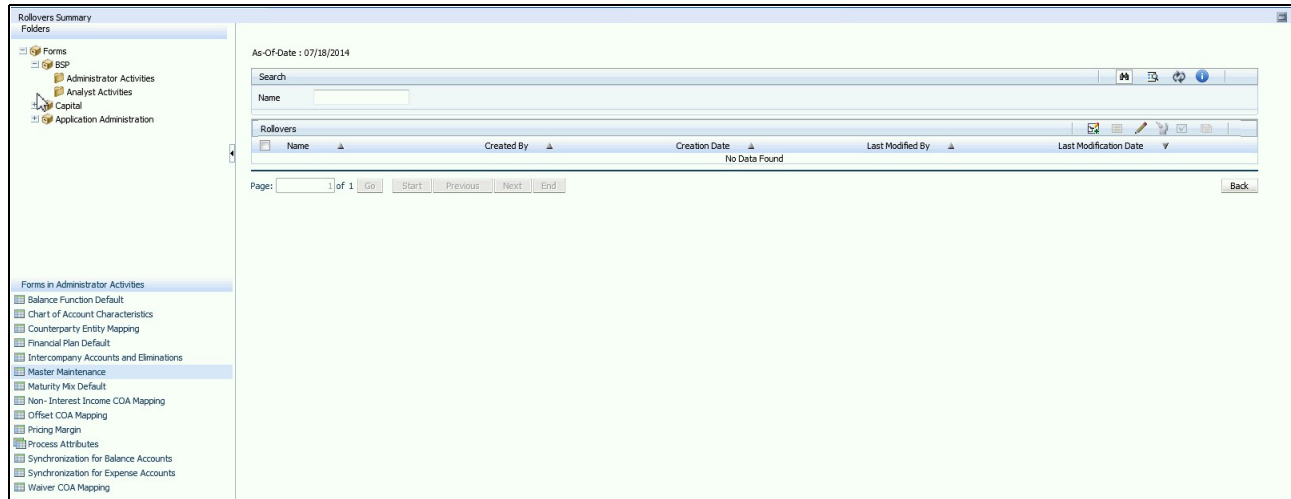 Rollovers Summary
Folders
Forms
BSP
Administrator Activities
Analyst Activities
Capital
Application Administration
As-Of-Date : 07/18/2014
Search
Name
Rollovers
Name Created By Creation Date Last Modified By Last Modification Date
No Data Found
Page: 1 of 1 Go Start Previous Next End Back
Forms in Administrator Activities
Balance Function Default
Chart of Account Characteristics
Counterparty Entity Mapping
Financial Plan Default
Intercompany Accounts and Eliminations
Master Maintenance
Maturity Mix Default
Non- Interest Income COA Mapping
Offset COA Mapping
Pricing Margin
Process Attributes
Synchronization for Balance Accounts
Synchronization for Expense Accounts
Waiver COA Mapping